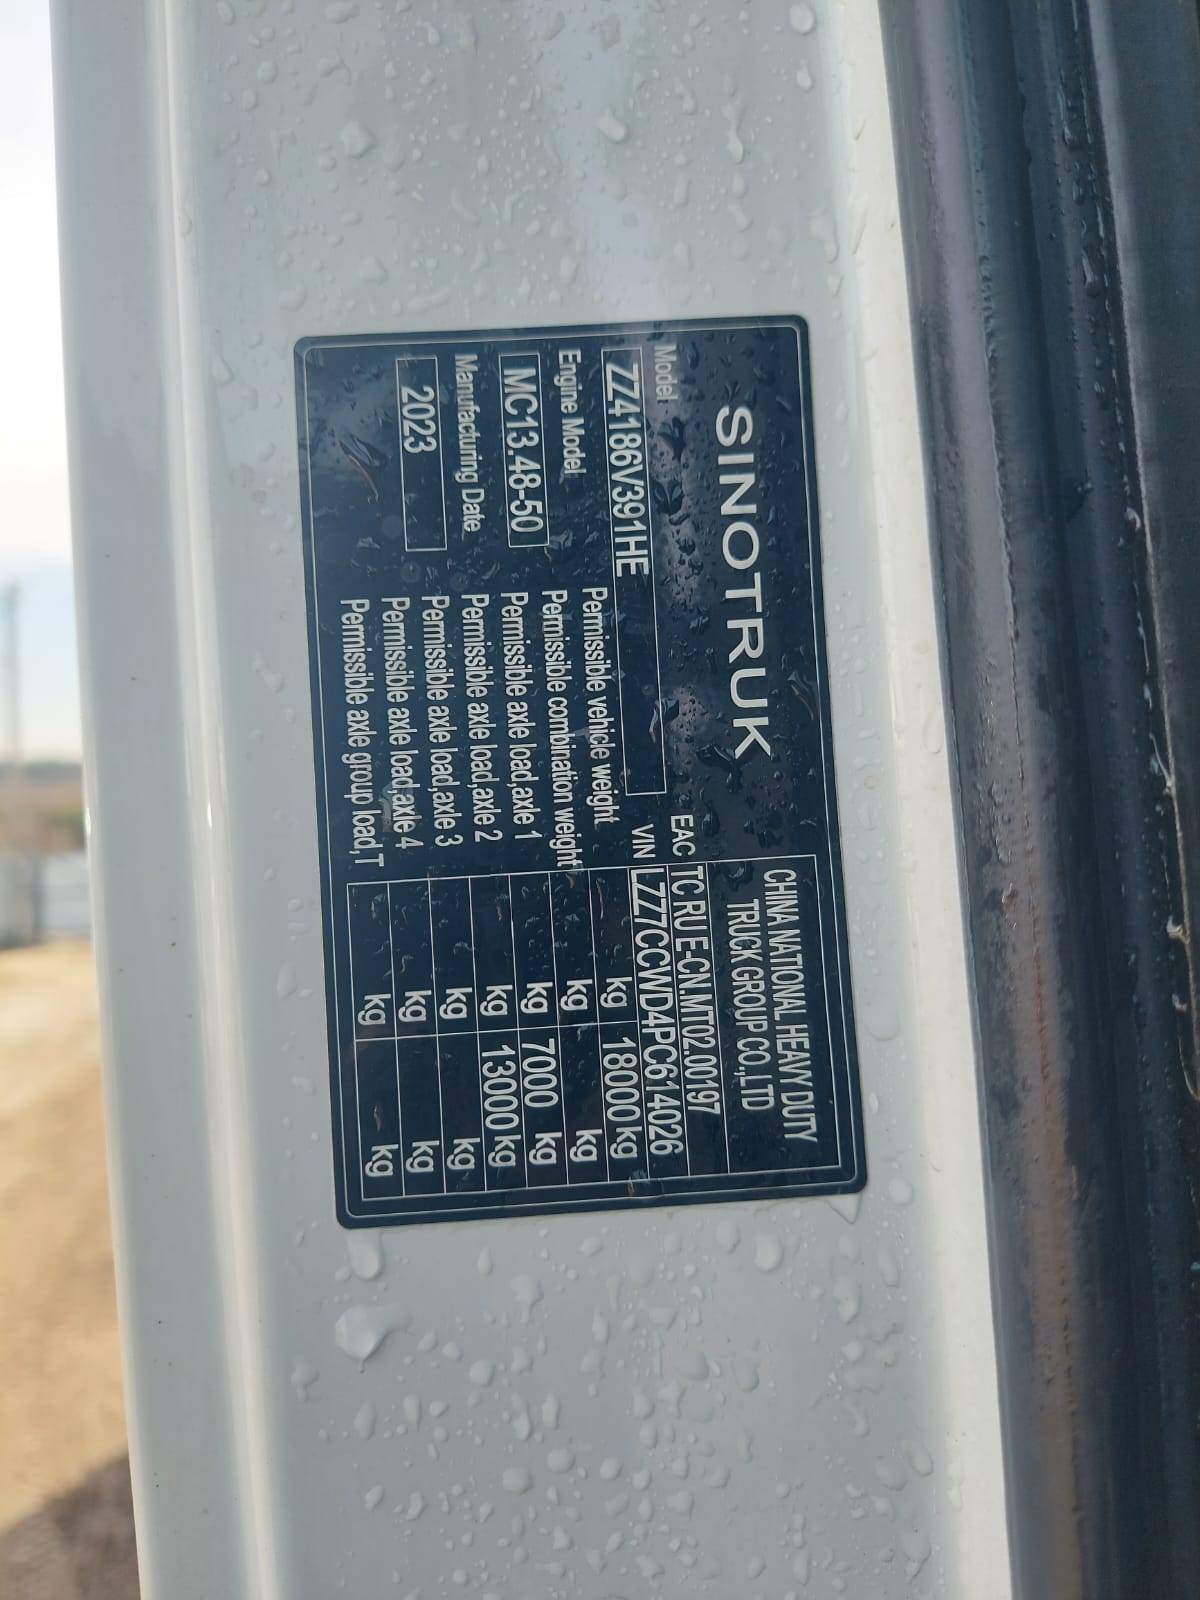 SINOTRUK
CHINA NATIONAL HEAVY DUTY
TRUCK GROUP CO.,LTD
Model
EAC TC RU E-CN.MT02.00197
ZZ4186V391HE
VIN LZZ7CCWD4PC614026
Engine Model
MC13.48-50
Manufacturing Date
2023
Permissible vehicle weight kg 18000 kg
Permissible combination weight kg kg
Permissible axle load,axle 1 kg 7000 kg
Permissible axle load,axle 2 kg 13000 kg
Permissible axle load,axle 3 kg kg
Permissible axle load,axle 4 kg kg
Permissible axle group load,T kg kg